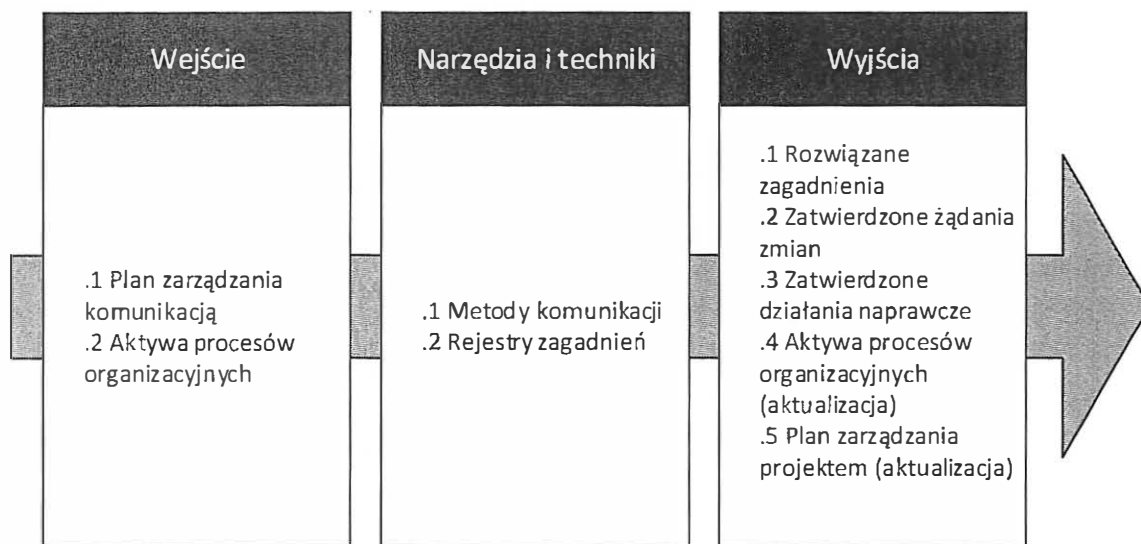 Wejście
.1 Plan zarządzania
komunikacją
.2 Aktywa procesów
organizacyjnych
Narzędzia i techniki
.1 Metody komunikacji
.2 Rejestry zagadnień
Wyjścia
.1 Rozwiązane
zagadnienia
.2 Zatwierdzone żądania
zmian
.3 Zatwierdzone
działania naprawcze
.4 Aktywa procesów
organizacyjnych
(aktualizacja)
.5 Plan zarządzania
projektem (aktualizacja)